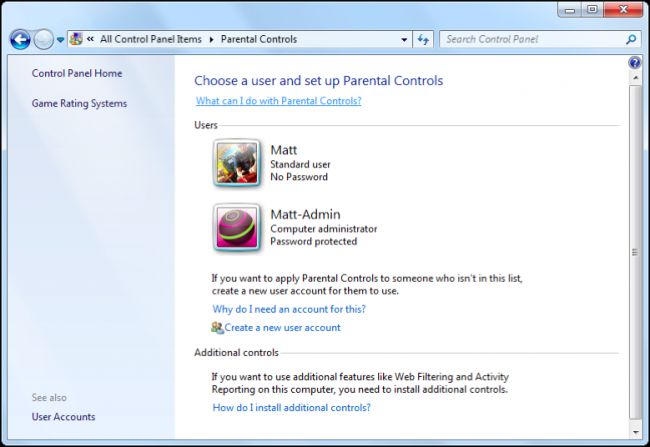 « All Control Panel Items ▸ Parental Controls
Search Control Panel
Control Panel Home
Game Rating Systems
Choose a user and set up Parental Controls
What can I do with Parental Controls?
Users
Matt
Standard user
No Password
Matt-Admin
Computer administrator
Password protected
If you want to apply Parental Controls to someone who isn't in this list,
create a new user account for them to use.
Why do I need an account for this?
Create a new user account
Additional controls
If you want to use additional features like Web Filtering and Activity
Reporting on this computer, you need to install additional controls.
How do I install additional controls?
See also
User Accounts